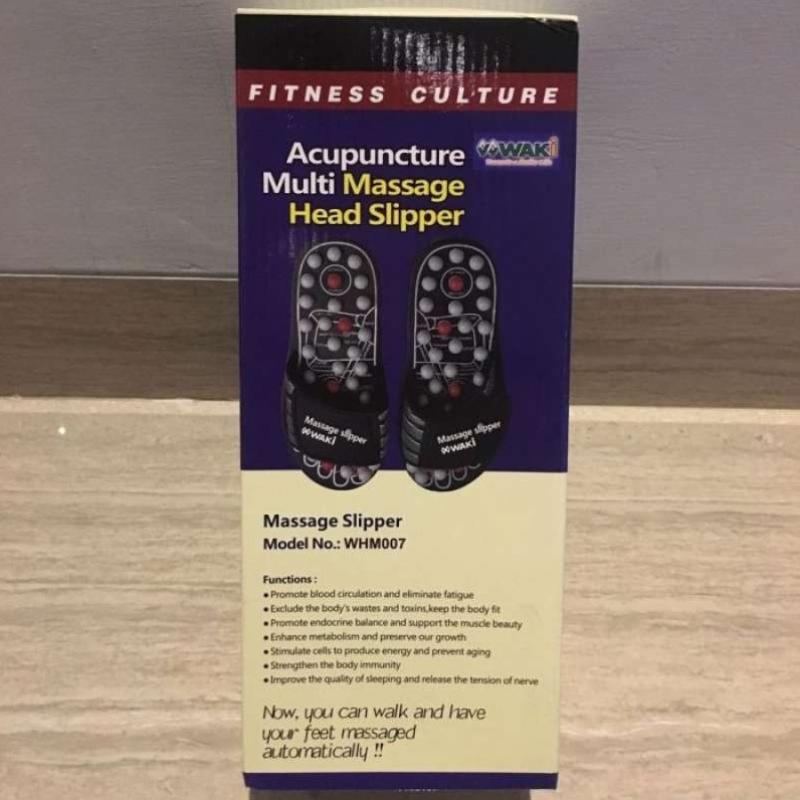 FITNESS CULTURE
Acupuncture
Multi Massage
Head Slipper
WAKi
Massage slipper
WAKi
Massage slipper
WAKi
Massage Slipper
Model No.: WHM007
Functions :
• Promote blood circulation and eliminate fatigue
• Exclude the body's wastes and toxins,keep the body fit
• Promote endocrine balance and support the muscle beauty
• Enhance metabolism and preserve our growth
• Stimulate cells to produce energy and prevent aging
• Strengthen the body immunity
• Improve the quality of sleeping and release the tension of nerve
Now, you can walk and have
your feet massaged
automatically !!